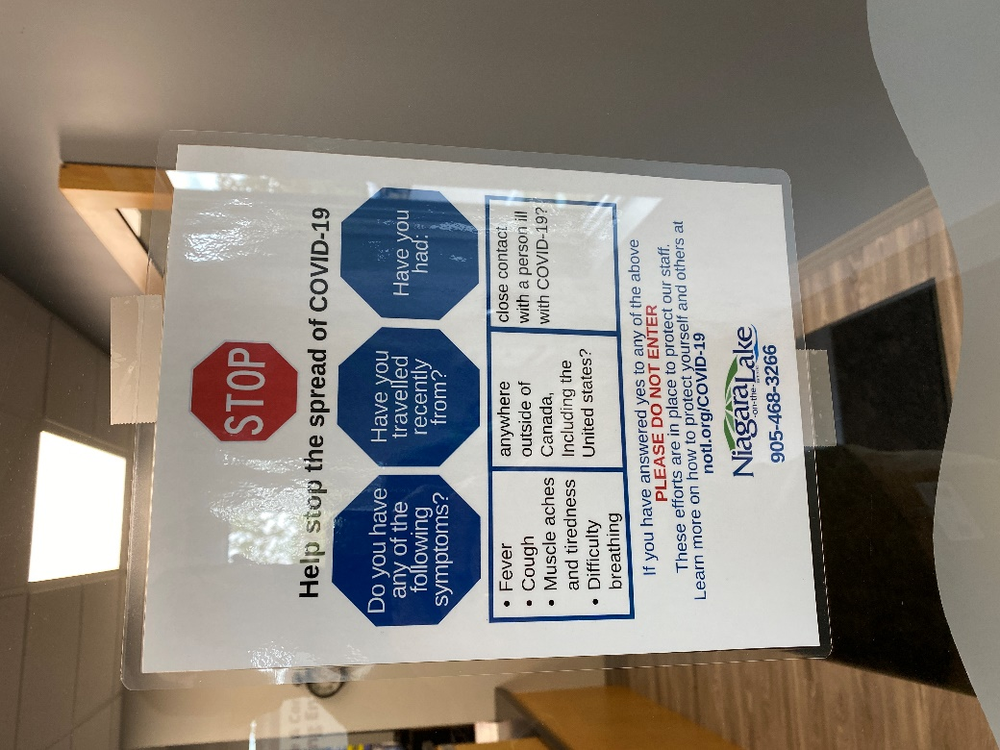 STOP
Help stop the spread of COVID-19
Do you have
any of the
following
symptoms?
Have you
travelled
recently
from?
Have you
had:
• Fever
• Cough
• Muscle aches
and tiredness
• Difficulty
breathing
anywhere
outside of
Canada,
Including the
United states?
close contact
with a person ill
with COVID-19?
If you have answered yes to any of the above
PLEASE DO NOT ENTER
These efforts are in place to protect our staff.
Learn more on how to protect yourself and others at
notl.org/COVID-19
Niagara-on-the-Lake
905-468-3266